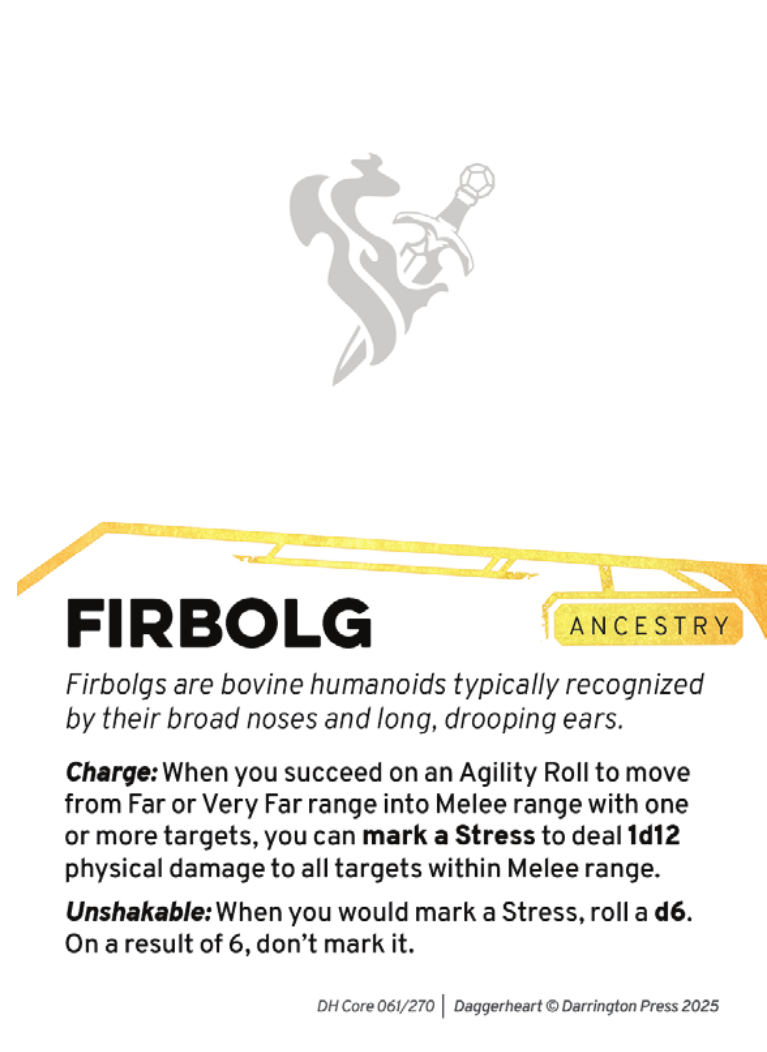 FIRBOLG
ANCESTRY
Firbolgs are bovine humanoids typically recognized
by their broad noses and long, drooping ears.
Charge: When you succeed on an Agility Roll to move
from Far or Very Far range into Melee range with one
or more targets, you can mark a Stress to deal 1d12
physical damage to all targets within Melee range.
Unshakable: When you would mark a Stress, roll a d6.
On a result of 6, don’t mark it.
DH Core 061/270 | Daggerheart © Darrington Press 2025